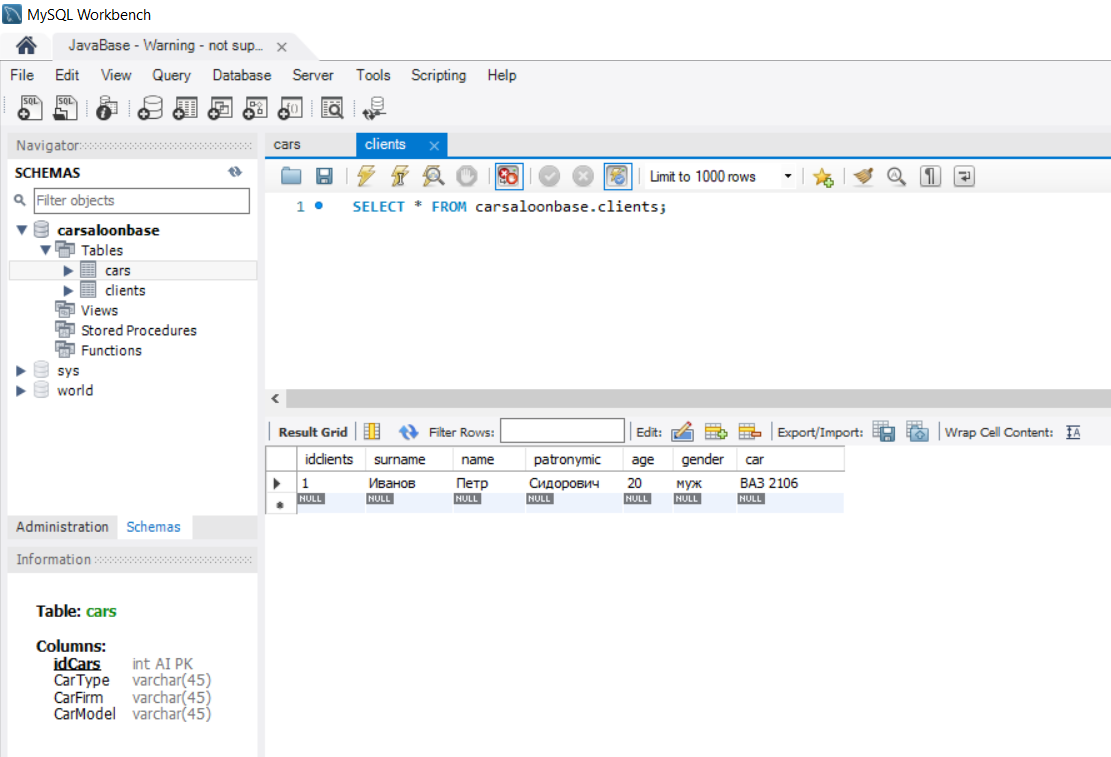 MySQL Workbench
JavaBase - Warning - not sup...
File Edit View Query Database Server Tools Scripting Help
Navigator
SCHEMAS
Filter objects
carsaloonbase
Tables
cars
clients
Views
Stored Procedures
Functions
sys
world
Administration Schemas
Information
Table: cars
Columns:
idCars int AI PK
CarType varchar(45)
CarFirm varchar(45)
CarModel varchar(45)
cars clients
Limit to 1000 rows
1 SELECT * FROM carsaloonbase.clients;
Result Grid Filter Rows: Edit: Export/Import: Wrap Cell Content:
idclients surname name patronymic age gender car
1 Иванов Петр Сидорович 20 муж ВАЗ 2106
NULL NULL NULL NULL NULL NULL NULL